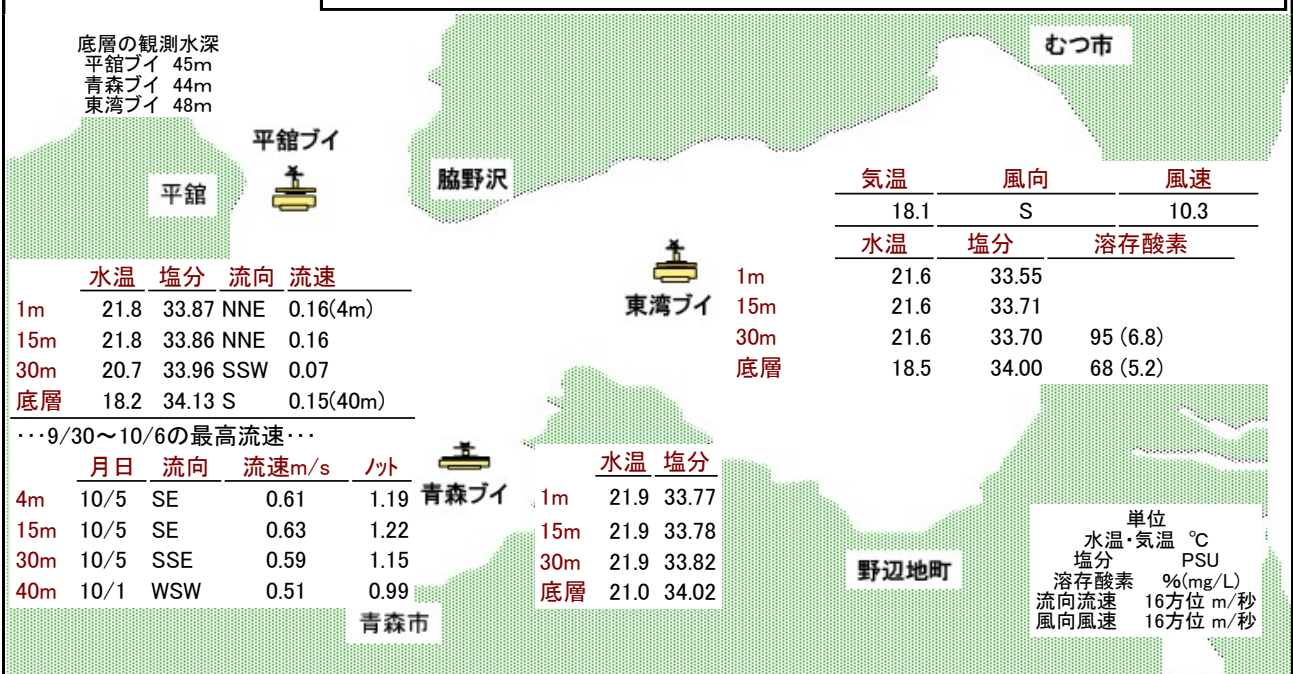 底層の観測水深
平舘ブイ 45m
青森ブイ 44m
東湾ブイ 48m
むつ市
平舘ブイ
平舘
脇野沢
気温 風向 風速
18.1 S 10.3
水温 塩分 溶存酸素
1m 21.6 33.55
15m 21.6 33.71
30m 21.6 33.70 95 (6.8)
底層 18.5 34.00 68 (5.2)
東湾ブイ
水温 塩分 流向 流速
1m 21.8 33.87 NNE 0.16(4m)
15m 21.8 33.86 NNE 0.16
30m 20.7 33.96 SSW 0.07
底層 18.2 34.13 S 0.15(40m)
･･･9/30～10/6の最高流速･･･
月日 流向 流速m/s ﾉｯﾄ
4m 10/5 SE 0.61 1.19
15m 10/5 SE 0.63 1.22
30m 10/5 SSE 0.59 1.15
40m 10/1 WSW 0.51 0.99
青森ブイ
水温 塩分
1m 21.9 33.77
15m 21.9 33.78
30m 21.9 33.82
底層 21.0 34.02
青森市
野辺地町
単位
水温・気温 ℃
塩分 PSU
溶存酸素 %(mg/L)
流向流速 16方位 m/秒
風向風速 16方位 m/秒